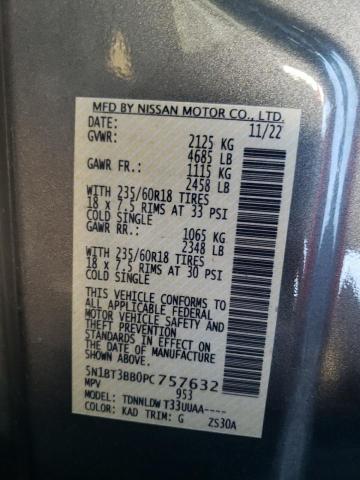 MFD BY NISSAN MOTOR CO., LTD.
DATE: 11/22
GVWR: 2125 KG
4685 LB
GAWR FR.: 1115 KG
2458 LB
WITH 235/60R18 TIRES
18 x 7.5 RIMS AT 33 PSI
COLD SINGLE
GAWR RR.: 1065 KG
2348 LB
WITH 235/60R18 TIRES
18 x 7.5 RIMS AT 30 PSI
COLD SINGLE
THIS VEHICLE CONFORMS TO
ALL APPLICABLE FEDERAL
MOTOR VEHICLE SAFETY AND
THEFT PREVENTION
STANDARDS IN EFFECT ON
THE DATE OF MANUFACTURE
SHOWN ABOVE.
5N1BT3BB0PC757632
MPV 953
MODEL: TDNNLDW T33UUAA----
COLOR: KAD TRIM: G ZS30A